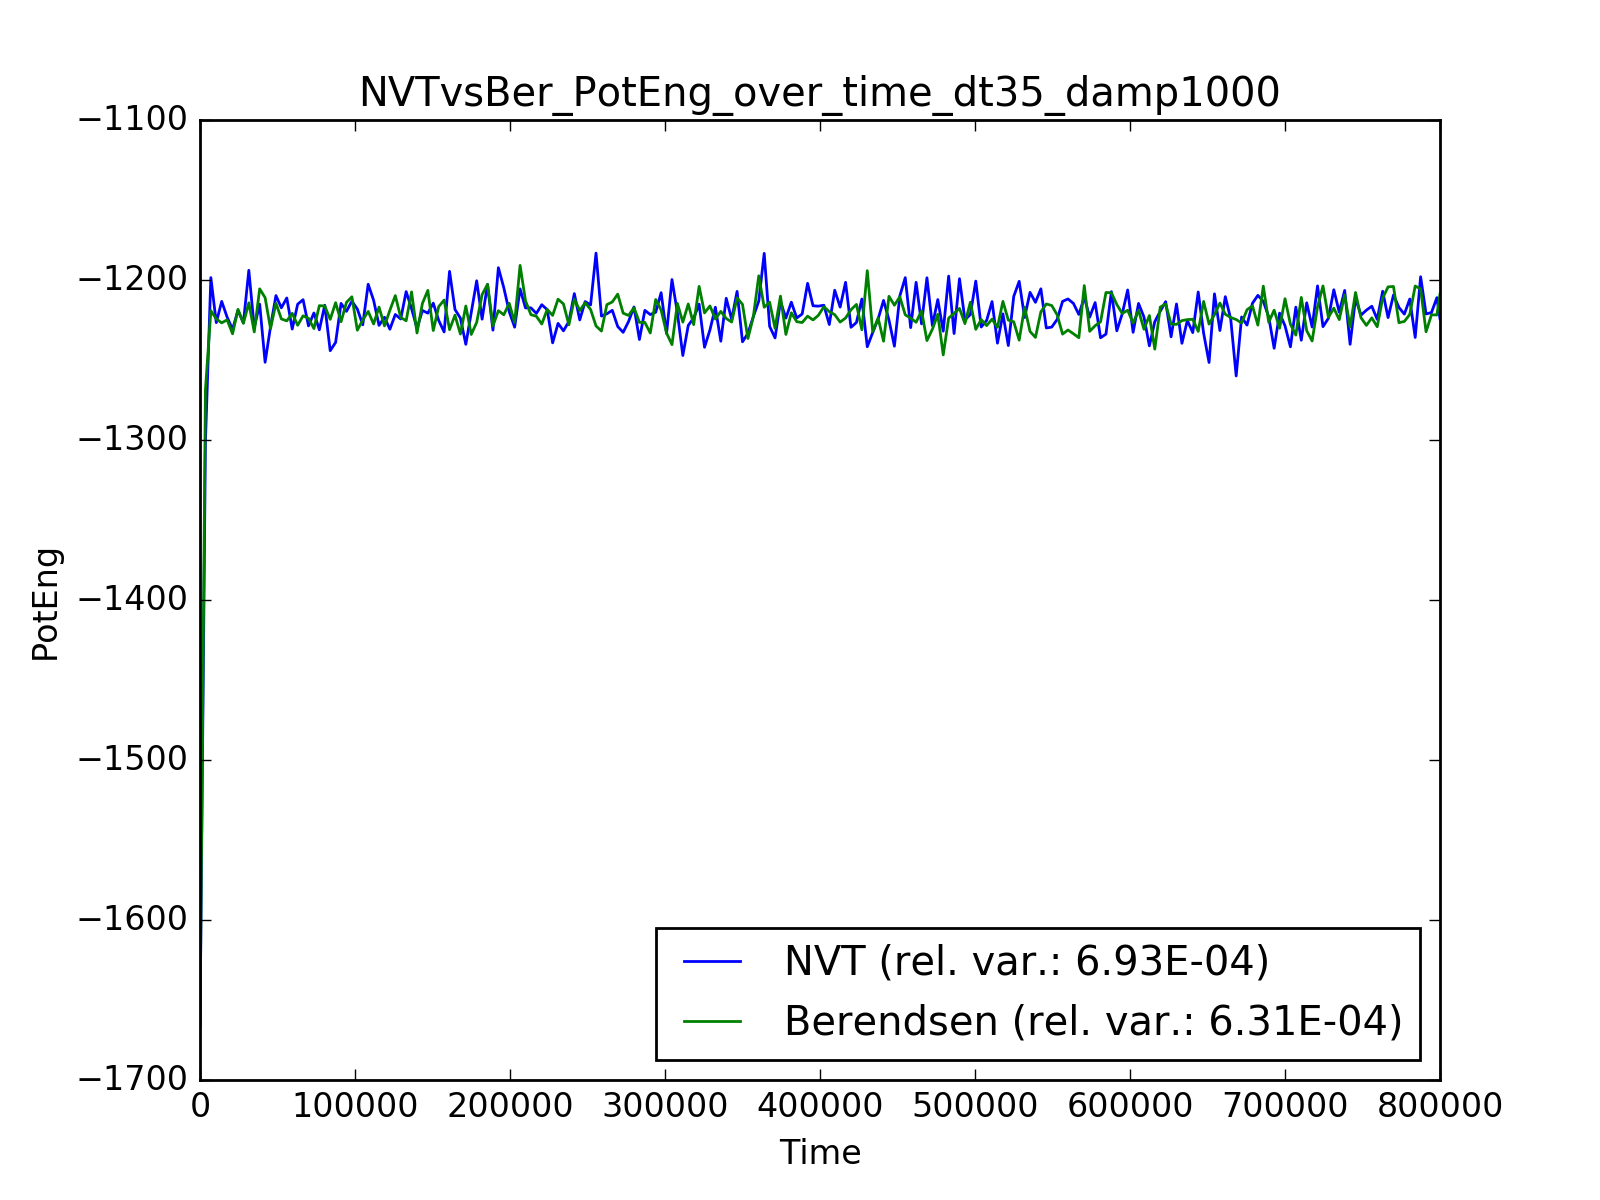 NVTvsBer_PotEng_over_time_dt35_damp1000
−1100
−1200
−1300
−1400
−1500
−1600
−1700
PotEng
NVT (rel. var.: 6.93E-04)
Berendsen (rel. var.: 6.31E-04)
0 100000 200000 300000 400000 500000 600000 700000 800000
Time